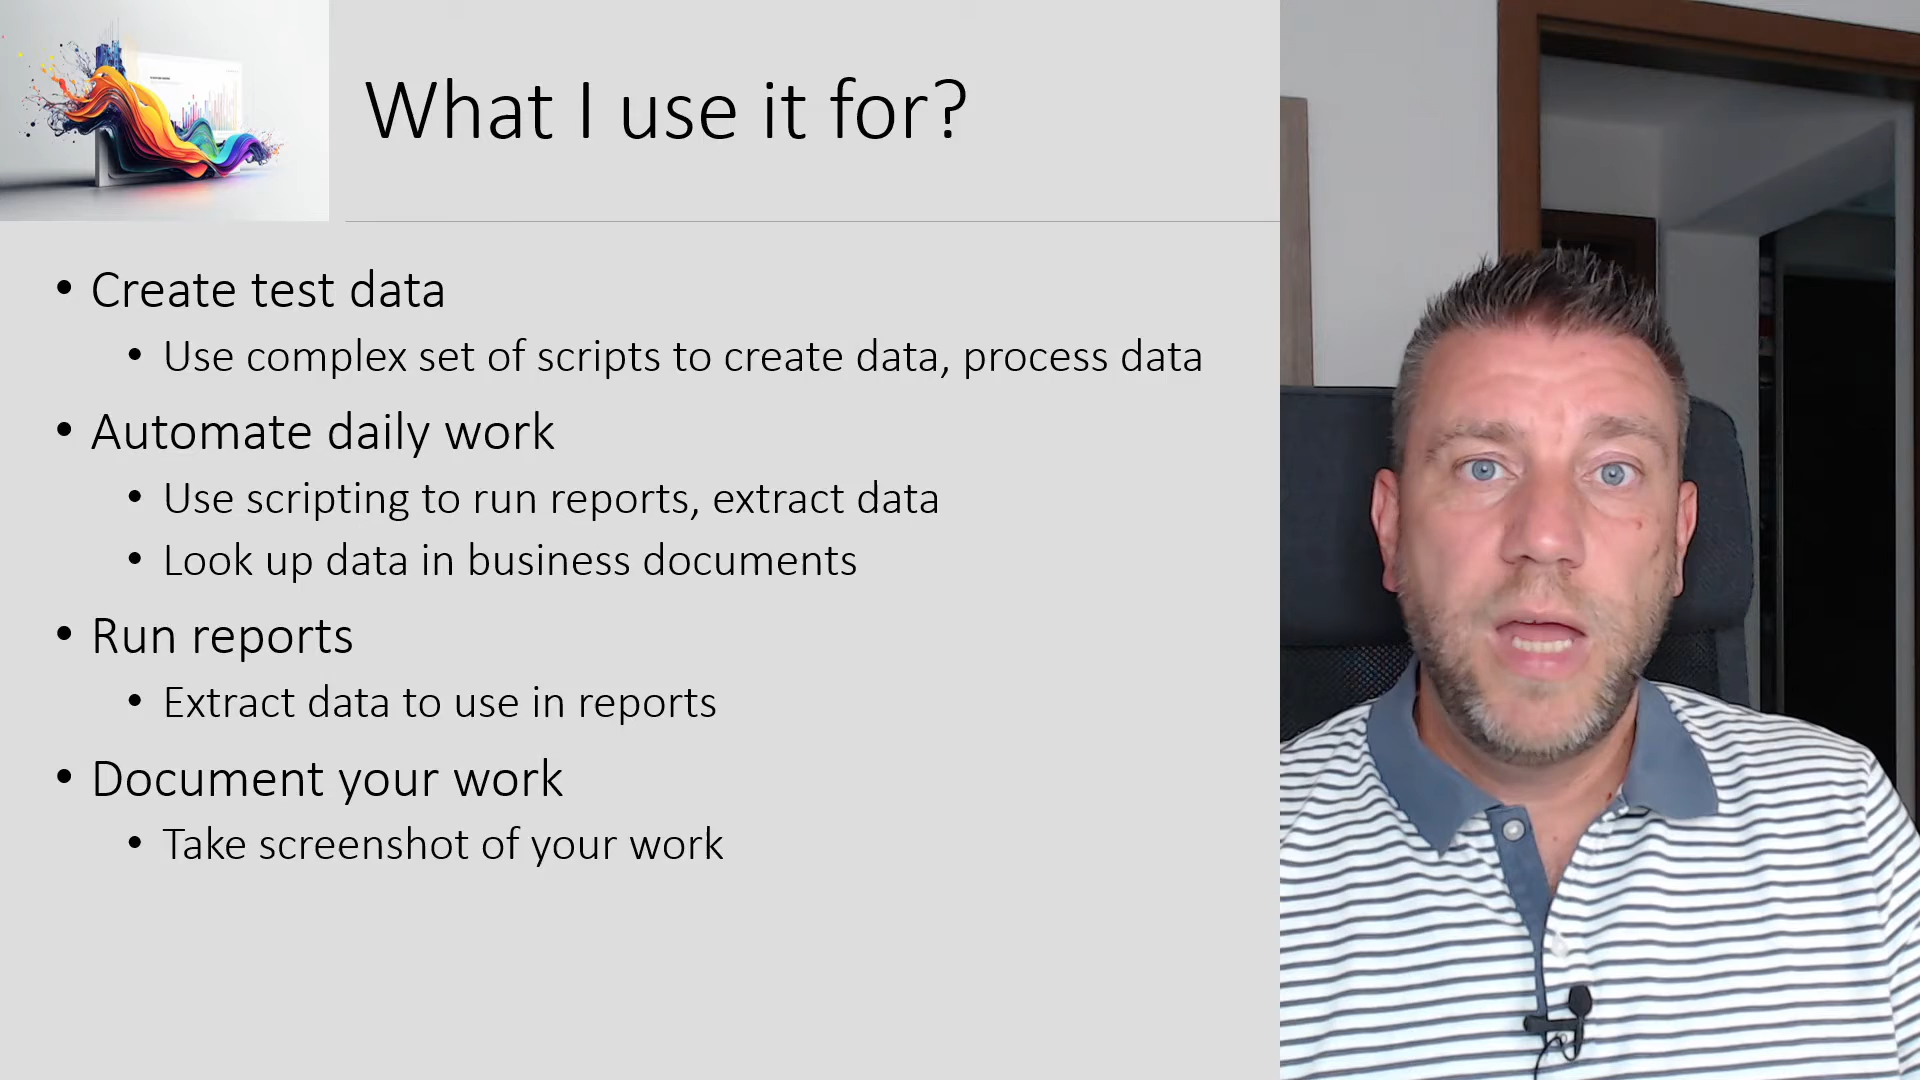 What I use it for?
• Create test data
• Use complex set of scripts to create data, process data
• Automate daily work
• Use scripting to run reports, extract data
• Look up data in business documents
• Run reports
• Extract data to use in reports
• Document your work
• Take screenshot of your work